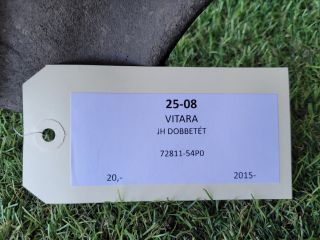 25-08
VITARA
JH DOBBETÉT
72811-54P0
20,- 2015-